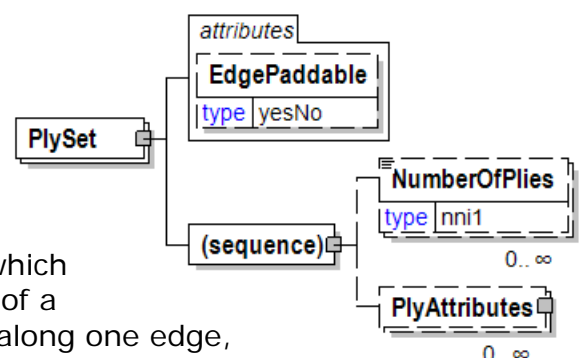 attributes
EdgePaddable
type yesNo
PlySet
NumberOfPlies
type nni1
(sequence)
0.. ∞
which
of a
PlyAttributes
along one edge,
0.. ∞